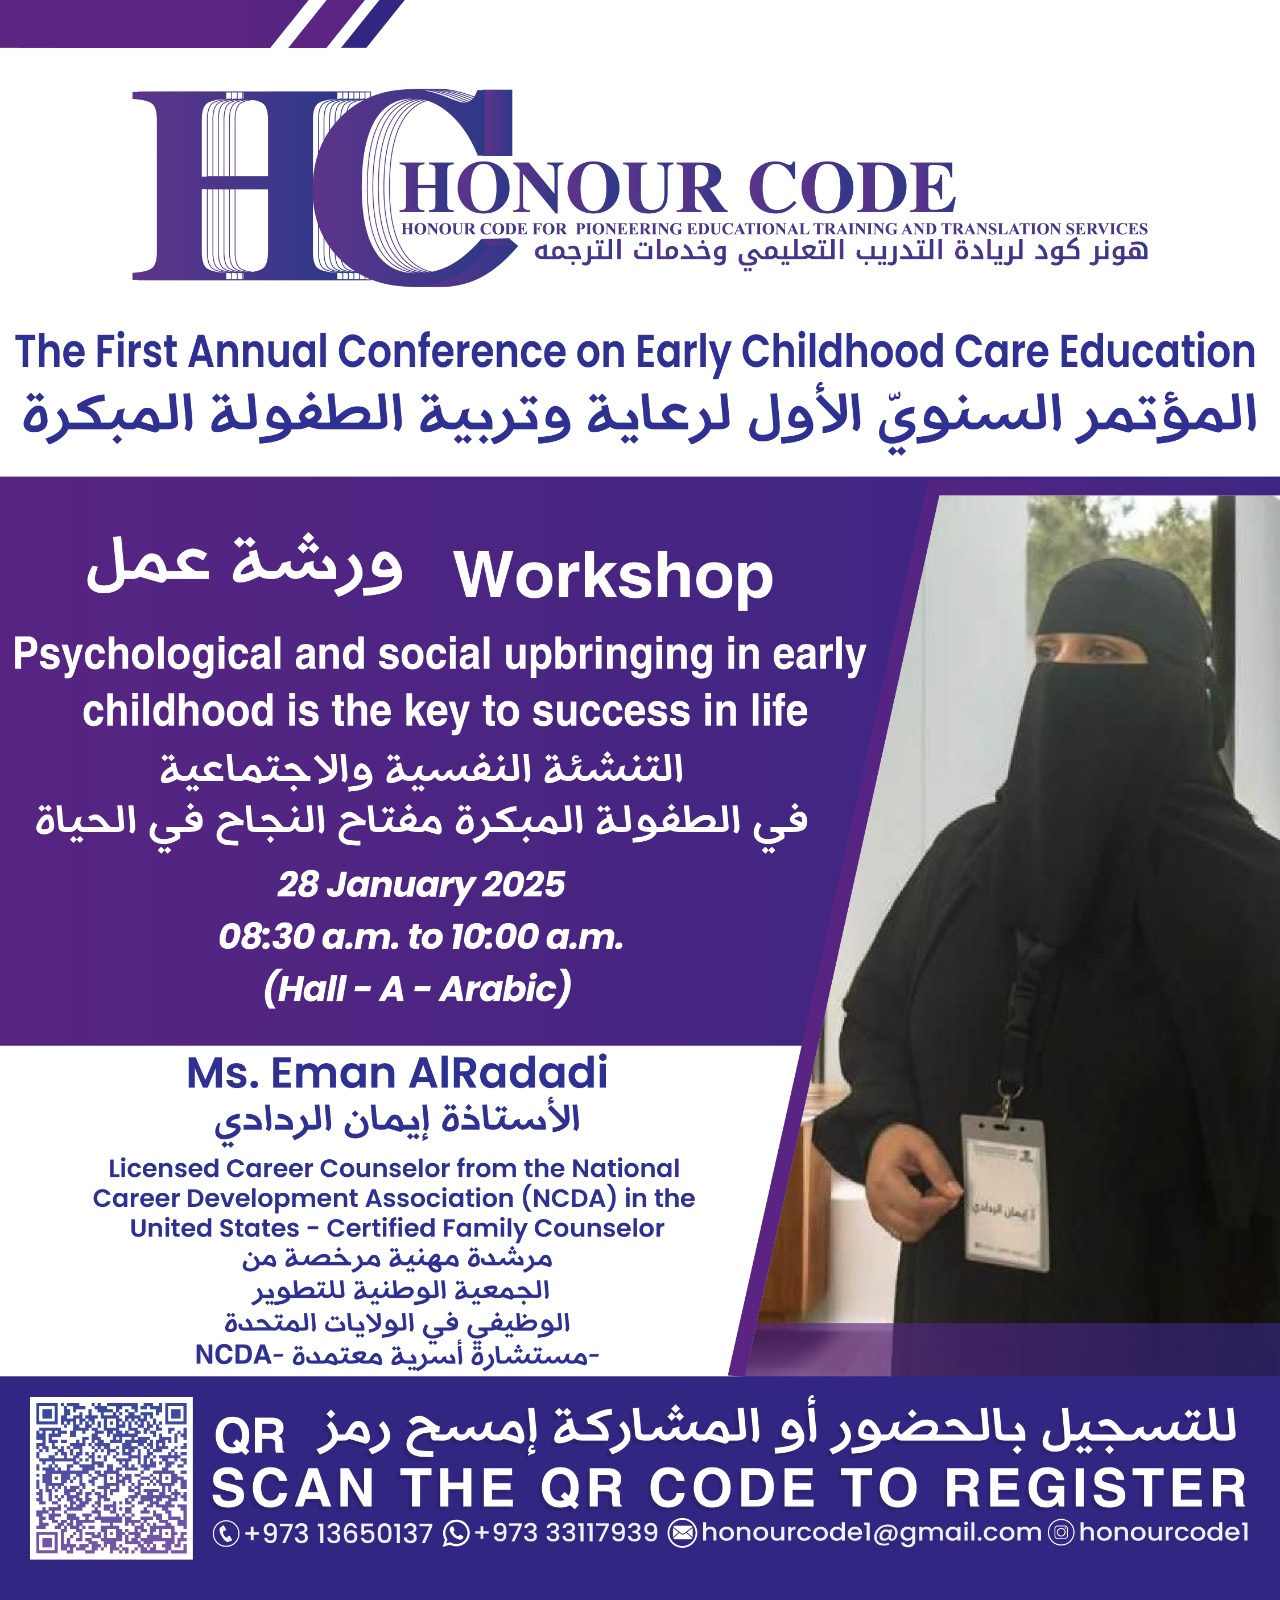 HC
HONOUR CODE
HONOUR CODE FOR PIONEERING EDUCATIONAL TRAINING AND TRANSLATION SERVICES
هونر كود لريادة التدريب التعليمي وخدمات الترجمه
The First Annual Conference on Early Childhood Care Education
المؤتمر السنويّ الأول لرعاية وتربية الطفولة المبكرة
ورشة عمل Workshop
Psychological and social upbringing in early
childhood is the key to success in life
التنشئة النفسية والاجتماعية
في الطفولة المبكرة مفتاح النجاح في الحياة
28 January 2025
08:30 a.m. to 10:00 a.m.
(Hall - A - Arabic)
Ms. Eman AlRadadi
الأستاذة إيمان الردادي
Licensed Career Counselor from the National
Career Development Association (NCDA) in the
United States - Certified Family Counselor
مرشدة مهنية مرخصة من
الجمعية الوطنية للتطوير
الوظيفي في الولايات المتحدة
-مستشارة أسرية معتمدة -NCDA
أ. إيمان الردادي
للتسجيل بالحضور أو المشاركة إمسح رمز QR
SCAN THE QR CODE TO REGISTER
+973 13650137 +973 33117939 honourcode1@gmail.com honourcode1